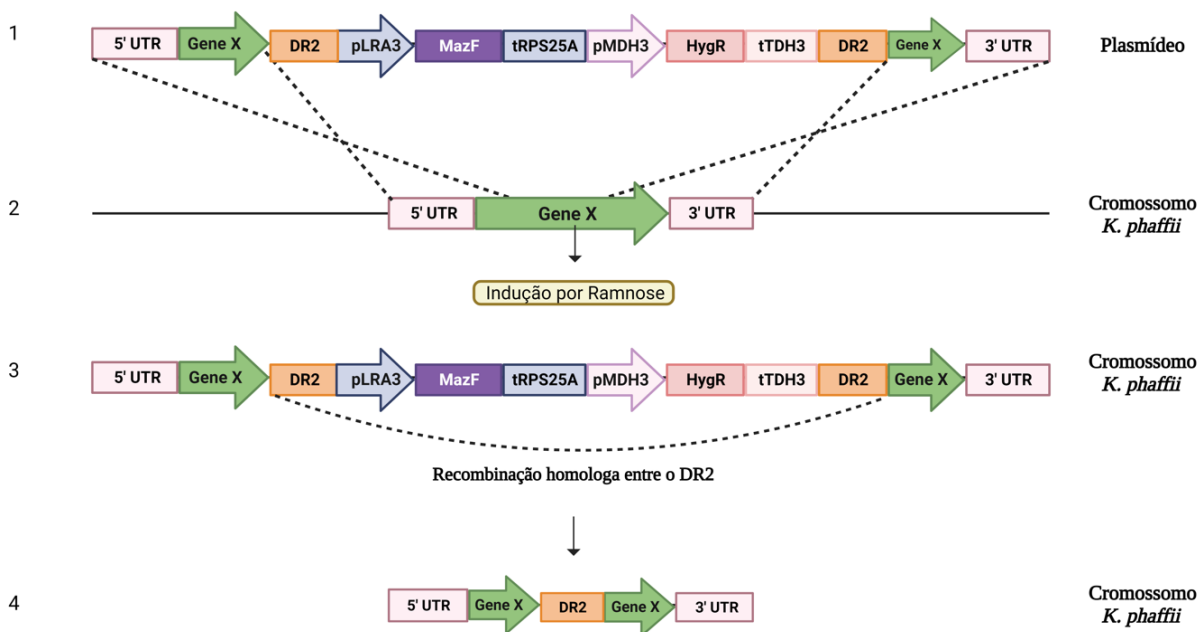 1
5' UTR Gene X DR2 pLRA3 MazF tRPS25A pMDH3 HygR tTDH3 DR2 Gene X 3' UTR
Plasmídeo
2
5' UTR Gene X 3' UTR
Cromossomo
K. phaffii
Indução por Ramnose
3
5' UTR Gene X DR2 pLRA3 MazF tRPS25A pMDH3 HygR tTDH3 DR2 Gene X 3' UTR
Cromossomo
K. phaffii
Recombinação homologa entre o DR2
4
5' UTR Gene X DR2 Gene X 3' UTR
Cromossomo
K. phaffii